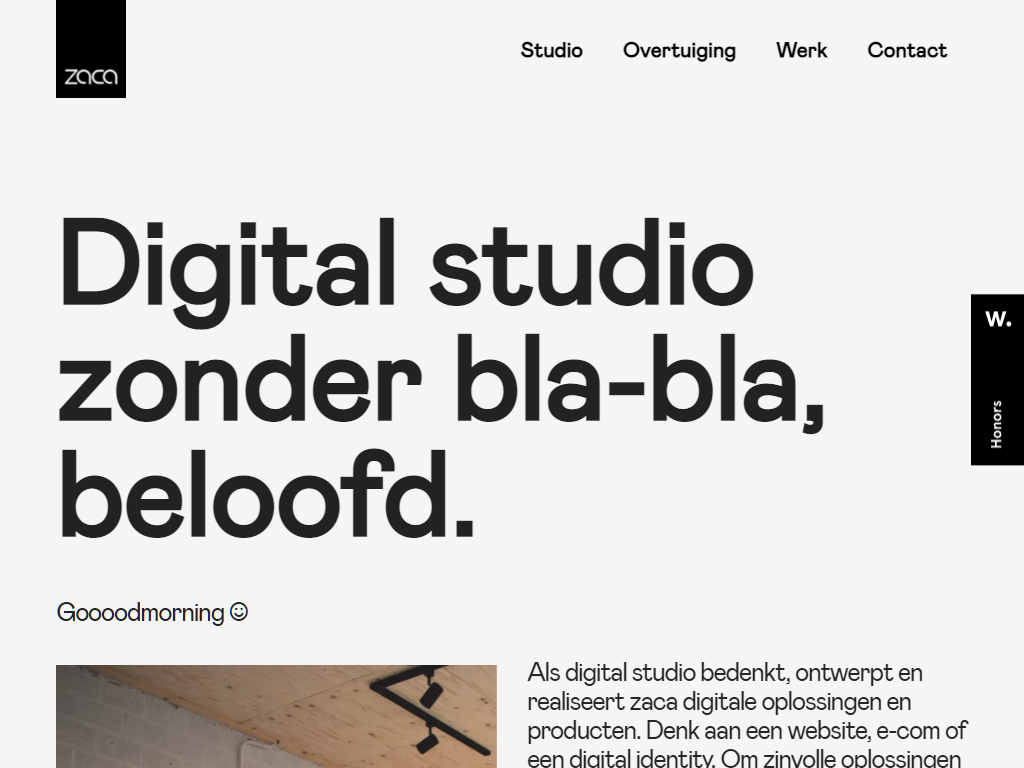 zaca
Studio Overtuiging Werk Contact
Digital studio
zonder bla-bla,
beloofd.
W.
Honors
Goooodmorning ☺
Als digital studio bedenkt, ontwerpt en
realiseert zaca digitale oplossingen en
producten. Denk aan een website, e-com of
een digital identity. Om zinvolle oplossingen